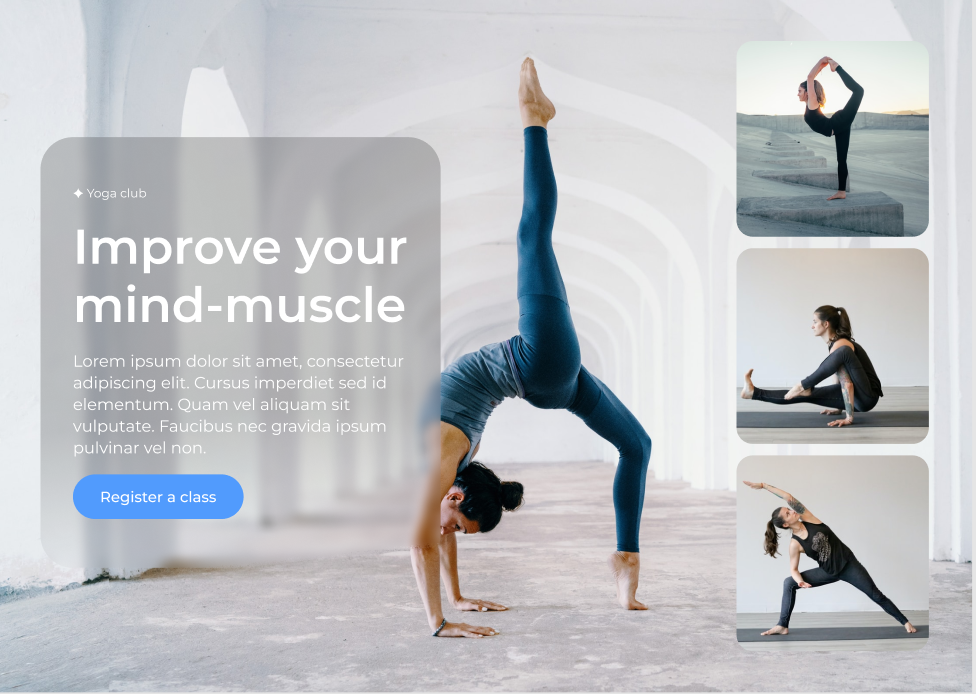 Yoga club
Improve your
mind-muscle
Lorem ipsum dolor sit amet, consectetur
adipiscing elit. Cursus imperdiet sed id
elementum. Quam vel aliquam sit
vulputate. Faucibus nec gravida ipsum
pulvinar vel non.
Register a class